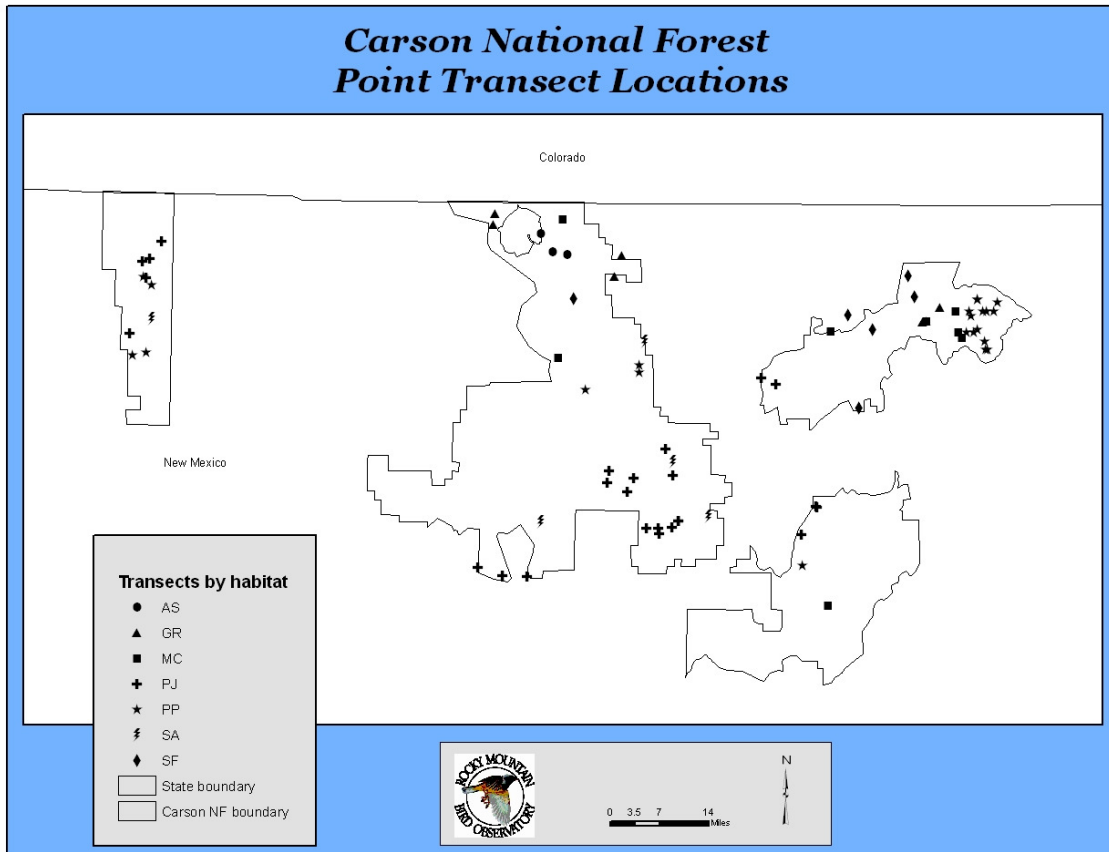 Carson National Forest
Point Transect Locations
Colorado
New Mexico
Transects by habitat
AS
GR
MC
PJ
PP
SA
SF
State boundary
Carson NF boundary
ROCKY MOUNTAIN
BIRD OBSERVATORY
0 3.5 7 14
Miles
N